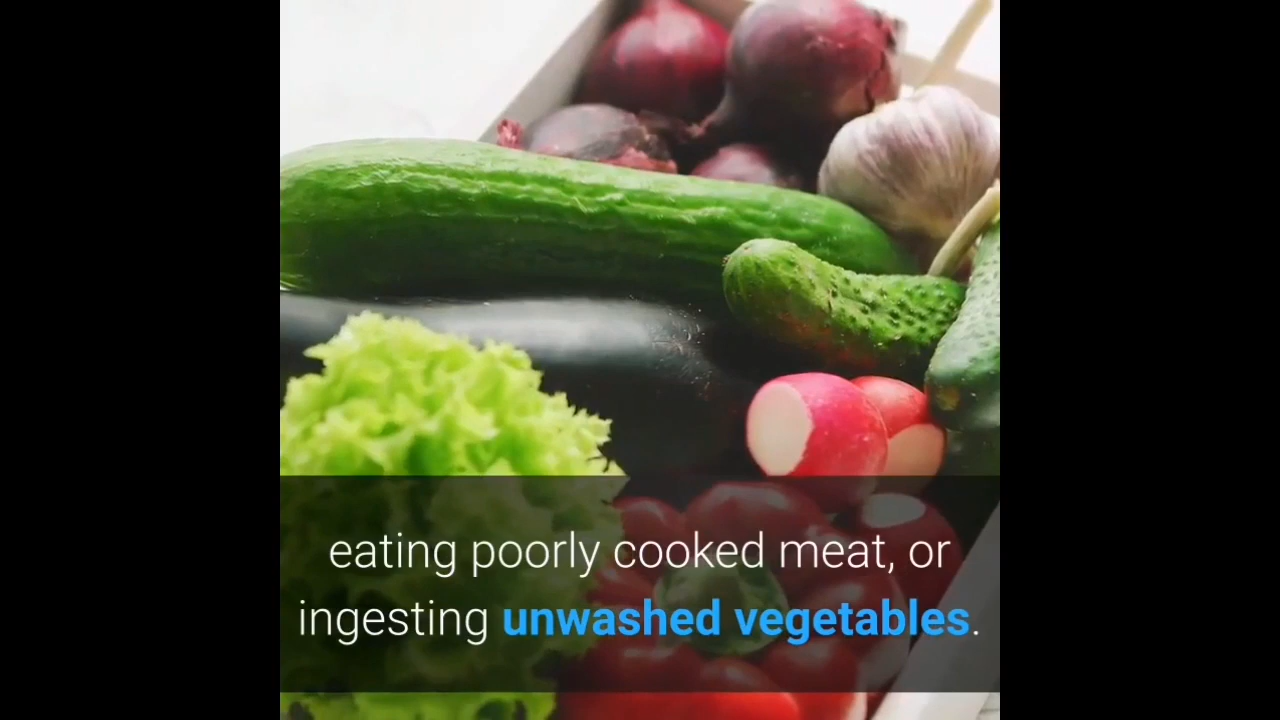 eating poorly cooked meat, or
ingesting unwashed vegetables.